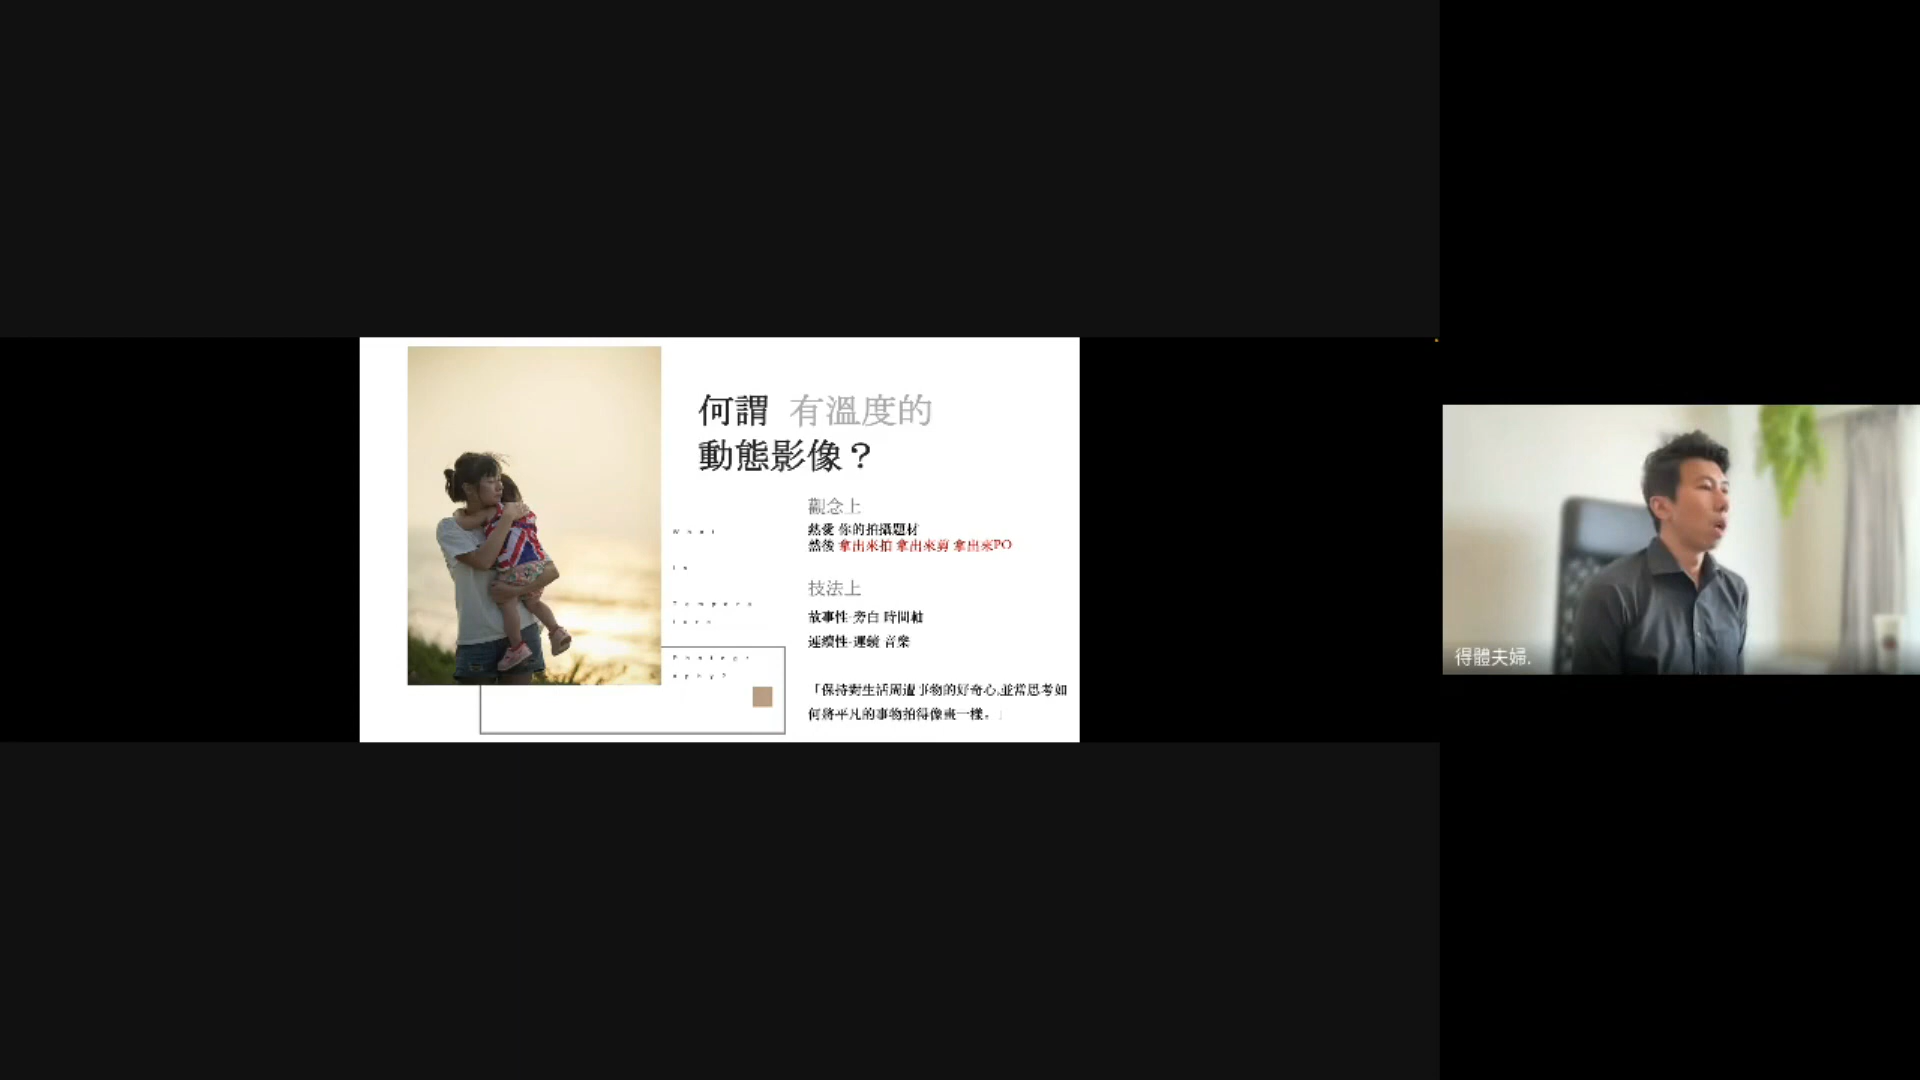 何謂 有溫度的
動態影像？
觀念上
熱愛 你的拍攝題材
然後 拿出來拍 拿出來剪 拿出來PO
What
Is
技法上
故事性-旁白 時間軸
連續性-運鏡 音樂
「保持對生活周遭事物的好奇心,並常思考如
何將平凡的事物拍得像畫一樣。」
得體夫婦.